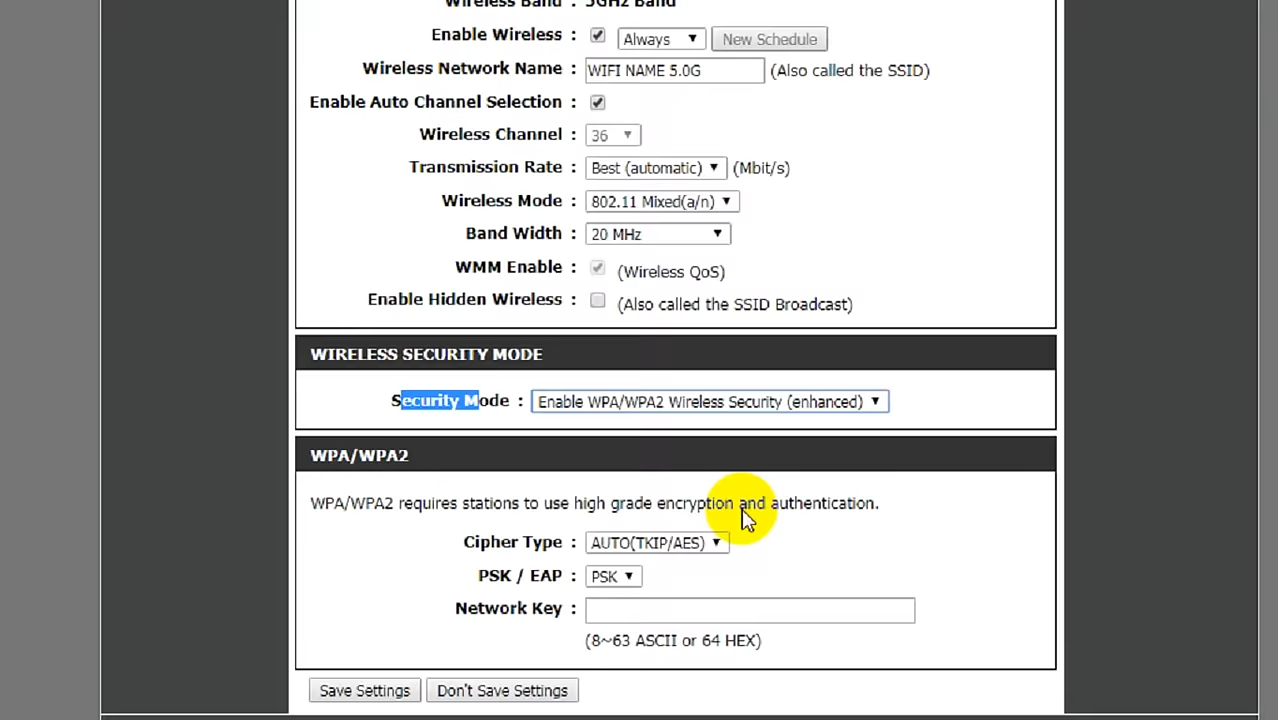 Wireless Band : 5GHz Band
Enable Wireless : Always New Schedule
Wireless Network Name : WIFI NAME 5.0G (Also called the SSID)
Enable Auto Channel Selection :
Wireless Channel : 36
Transmission Rate : Best (automatic) (Mbit/s)
Wireless Mode : 802.11 Mixed(a/n)
Band Width : 20 MHz
WMM Enable : (Wireless QoS)
Enable Hidden Wireless : (Also called the SSID Broadcast)
WIRELESS SECURITY MODE
Security Mode : Enable WPA/WPA2 Wireless Security (enhanced)
WPA/WPA2
WPA/WPA2 requires stations to use high grade encryption and authentication.
Cipher Type : AUTO(TKIP/AES)
PSK / EAP : PSK
Network Key :
(8~63 ASCII or 64 HEX)
Save Settings Don't Save Settings